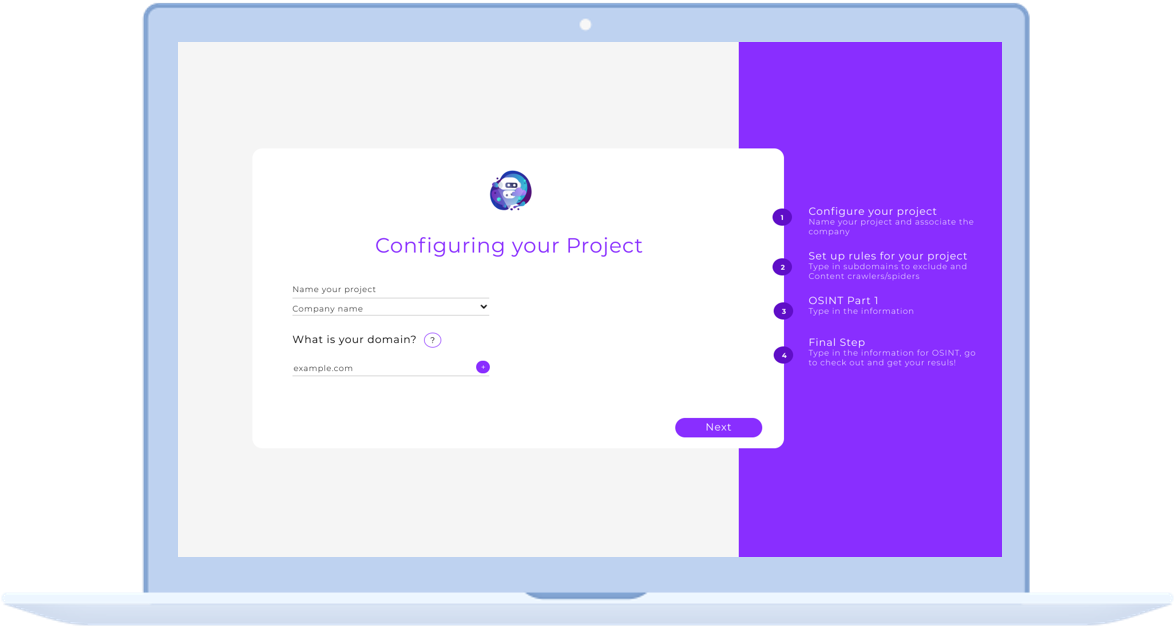 Configuring your Project
Name your project
Company name
What is your domain? ?
example.com +
Next
1 Configure your project
Name your project and associate the
company
2 Set up rules for your project
Type in subdomains to exclude and
Content crawlers/spiders
3 OSINT Part 1
Type in the information
4 Final Step
Type in the information for OSINT, go
to check out and get your resuls!